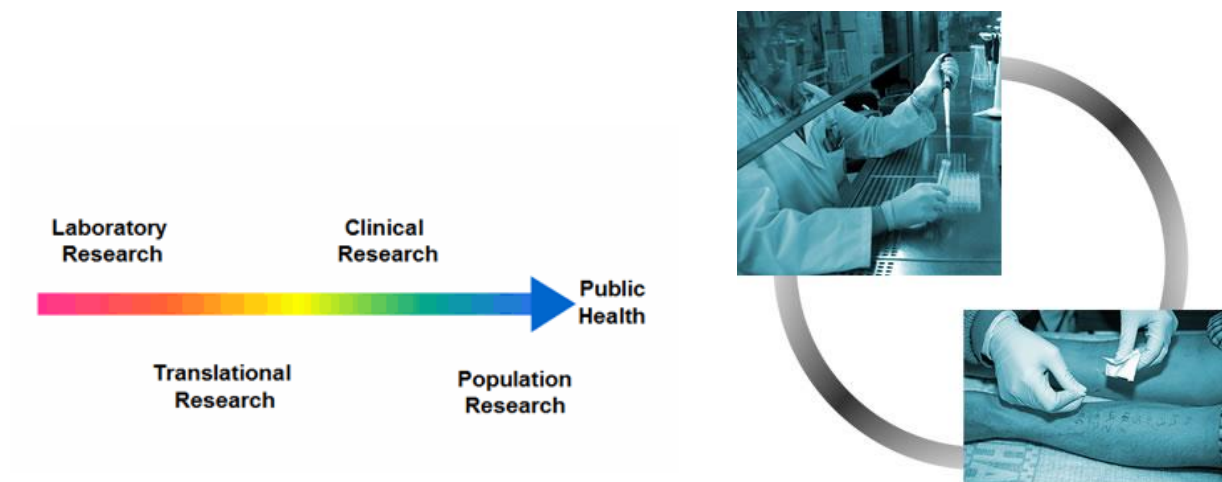 Laboratory
Research
Clinical
Research
Public
Health
Translational
Research
Population
Research